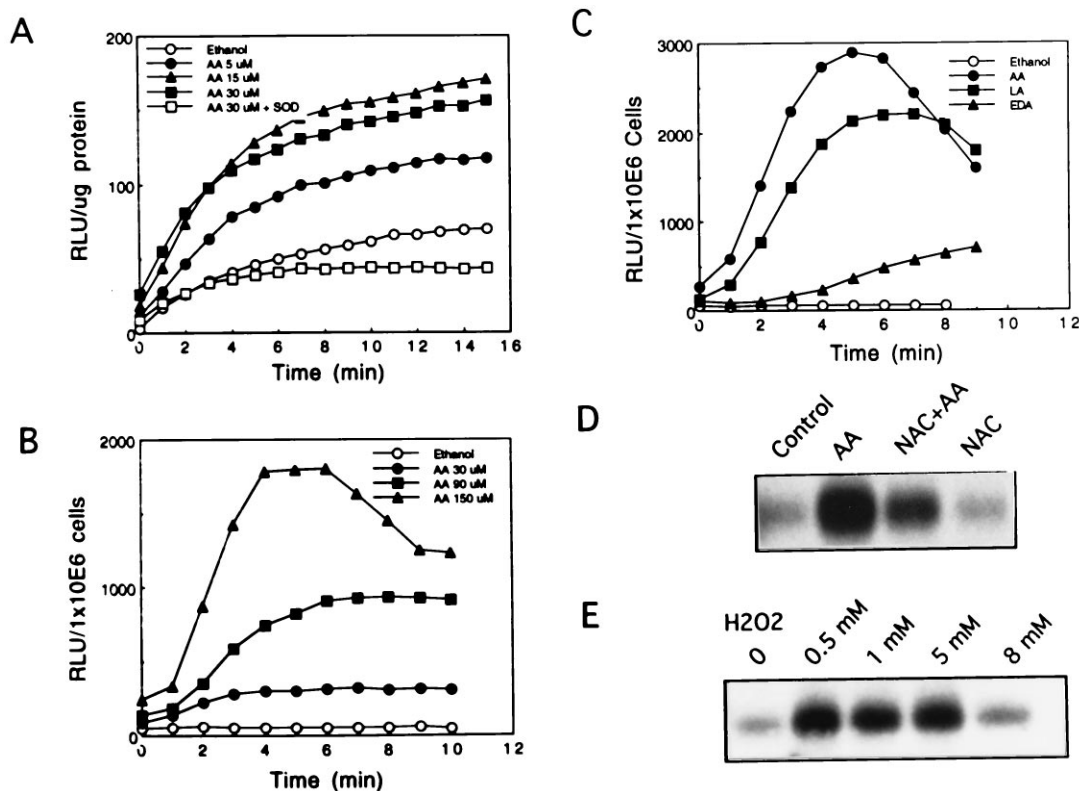 A
200
Ethanol
AA 5 uM
AA 15 uM
AA 30 uM
AA 30 uM + SOD
100
0
RLU/ug protein
0 2 4 6 8 10 12 14 16
Time (min)
B
2000
Ethanol
AA 30 uM
AA 90 uM
AA 150 uM
1000
0
RLU/1x10E6 cells
0 2 4 6 8 10 12
Time (min)
C
3000
2000
1000
0
Ethanol
AA
LA
EDA
RLU/1x10E6 Cells
0 2 4 6 8 10 12
Time (min)
D
Control AA NAC+AA NAC
E
H2O2
0 0.5 mM 1 mM 5 mM 8 mM